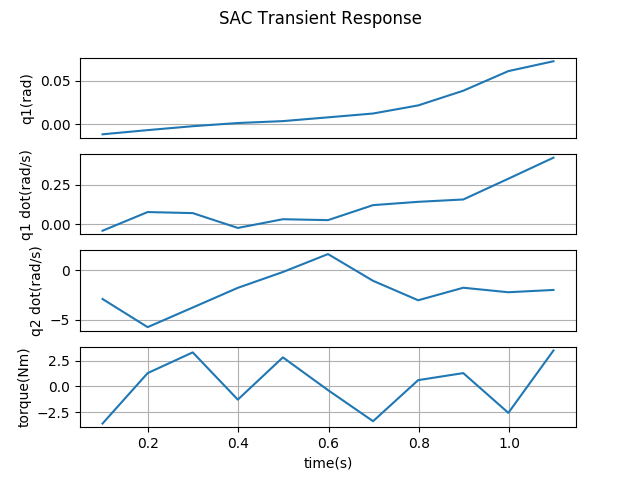 SAC Transient Response
q1(rad)
0.05
0.00
q1 dot(rad/s)
0.25
0.00
q2 dot(rad/s)
0
−5
torque(Nm)
2.5
0.0
−2.5
0.2 0.4 0.6 0.8 1.0
time(s)